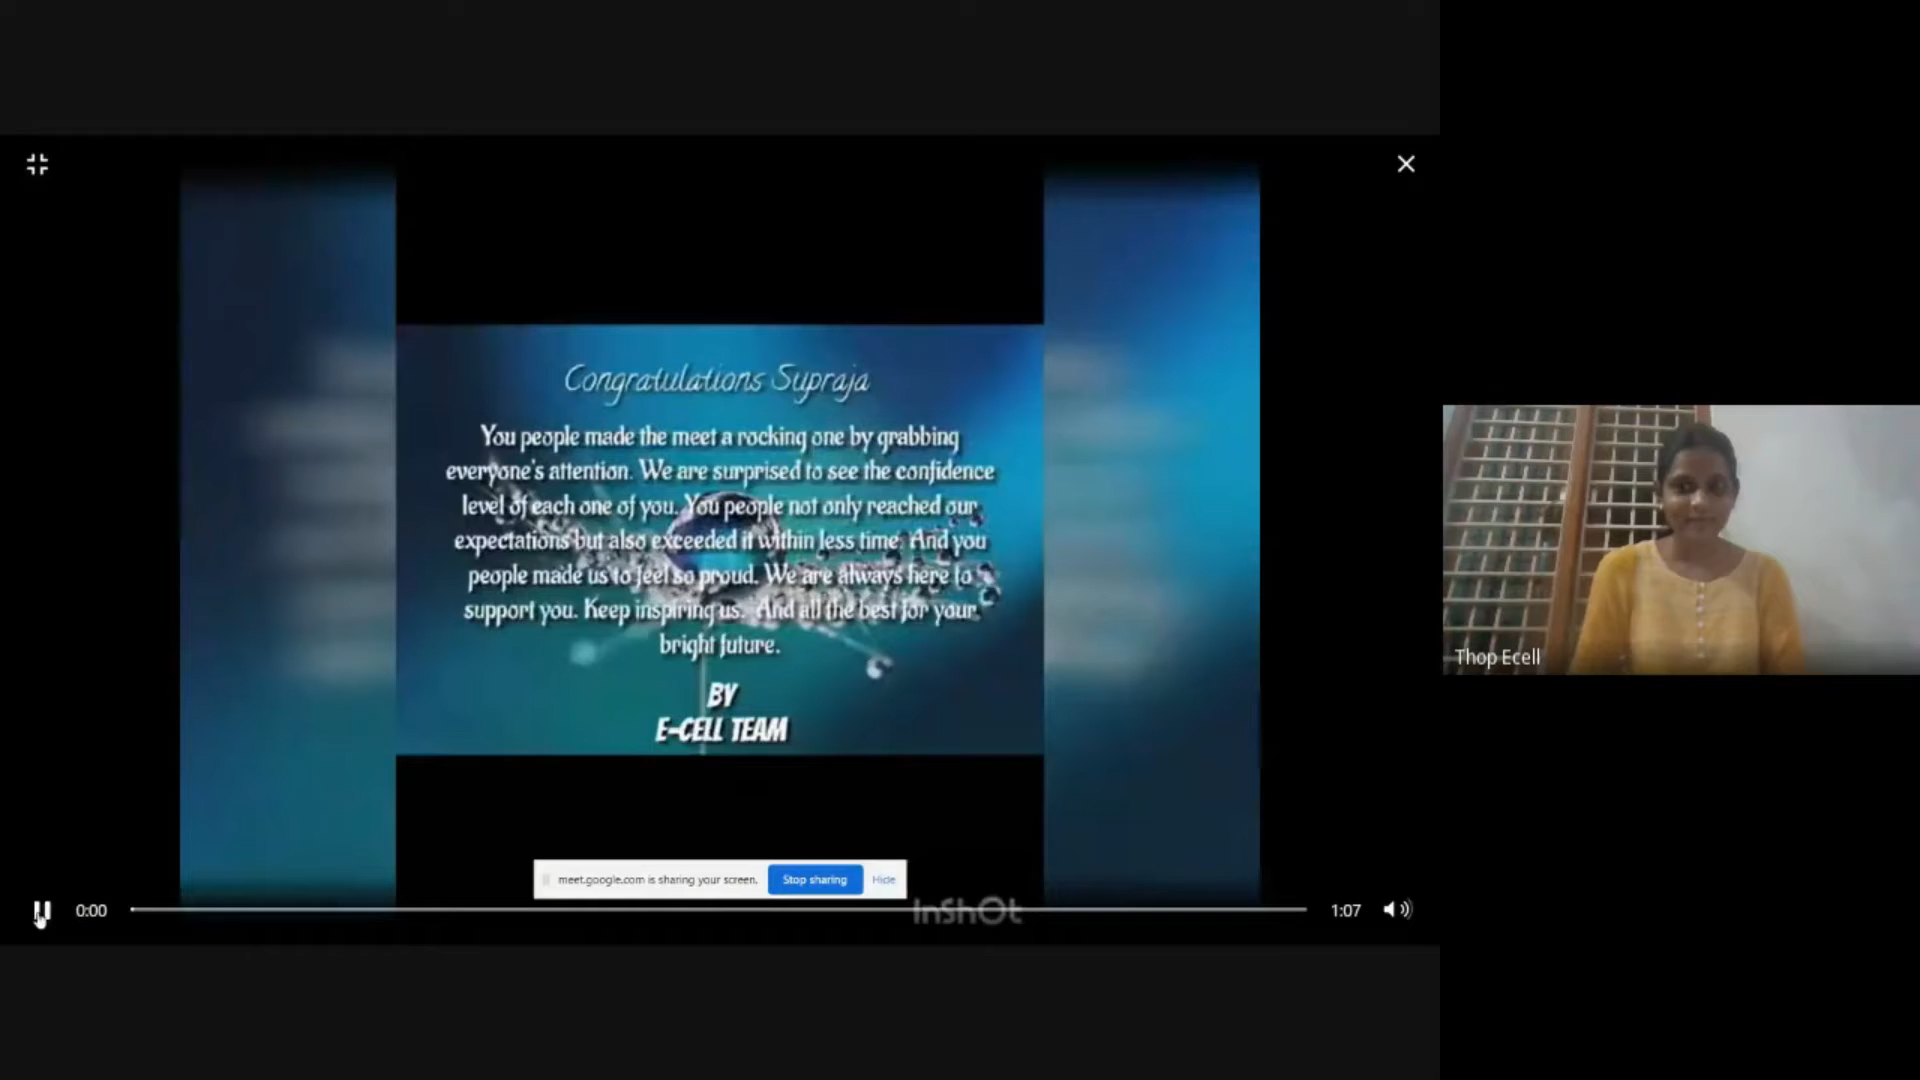 Congratulations Supraja
You people made the meet a rocking one by grabbing
everyone's attention. We are surprised to see the confidence
level of each one of you. You people not only reached our
expectations but also exceeded it within less time. And you
people made us to feel so proud. We are always here to
support you. Keep inspiring us. And all the best for your
bright future.
BY
E-CELL TEAM
Thop Ecell
meet.google.com is sharing your screen. Stop sharing Hide
0:00 1:07
InShOt